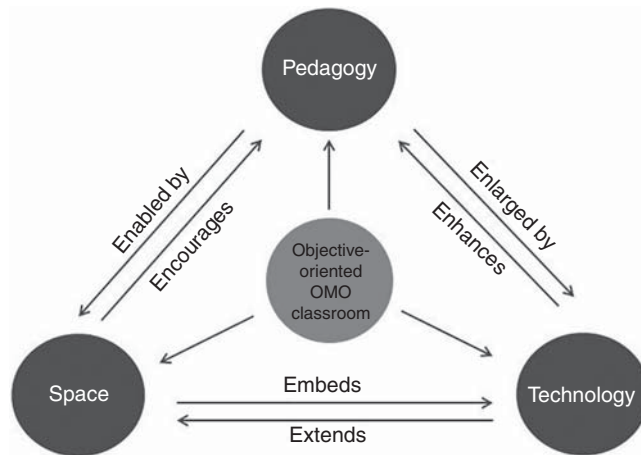 Pedagogy
Enabled by
Encourages
Enlarged by
Enhances
Objective-
oriented
OMO
classroom
Space
Embeds
Extends
Technology